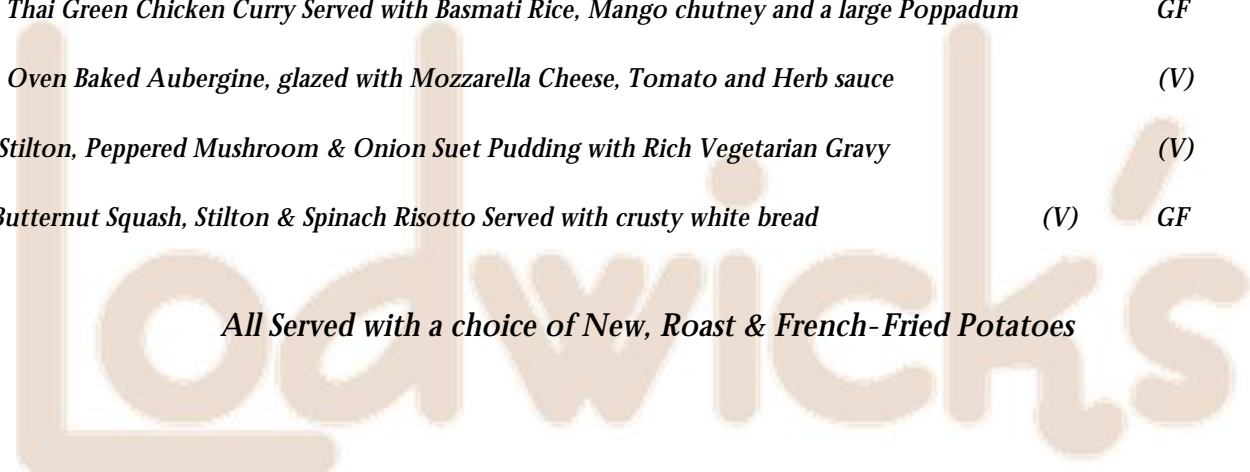 Thai Green Chicken Curry Served with Basmati Rice, Mango chutney and a large Poppadum GF
Oven Baked Aubergine, glazed with Mozzarella Cheese, Tomato and Herb sauce (V)
Stilton, Peppered Mushroom & Onion Suet Pudding with Rich Vegetarian Gravy (V)
Butternut Squash, Stilton & Spinach Risotto Served with crusty white bread (V) GF
Lodwick's
All Served with a choice of New, Roast & French-Fried Potatoes